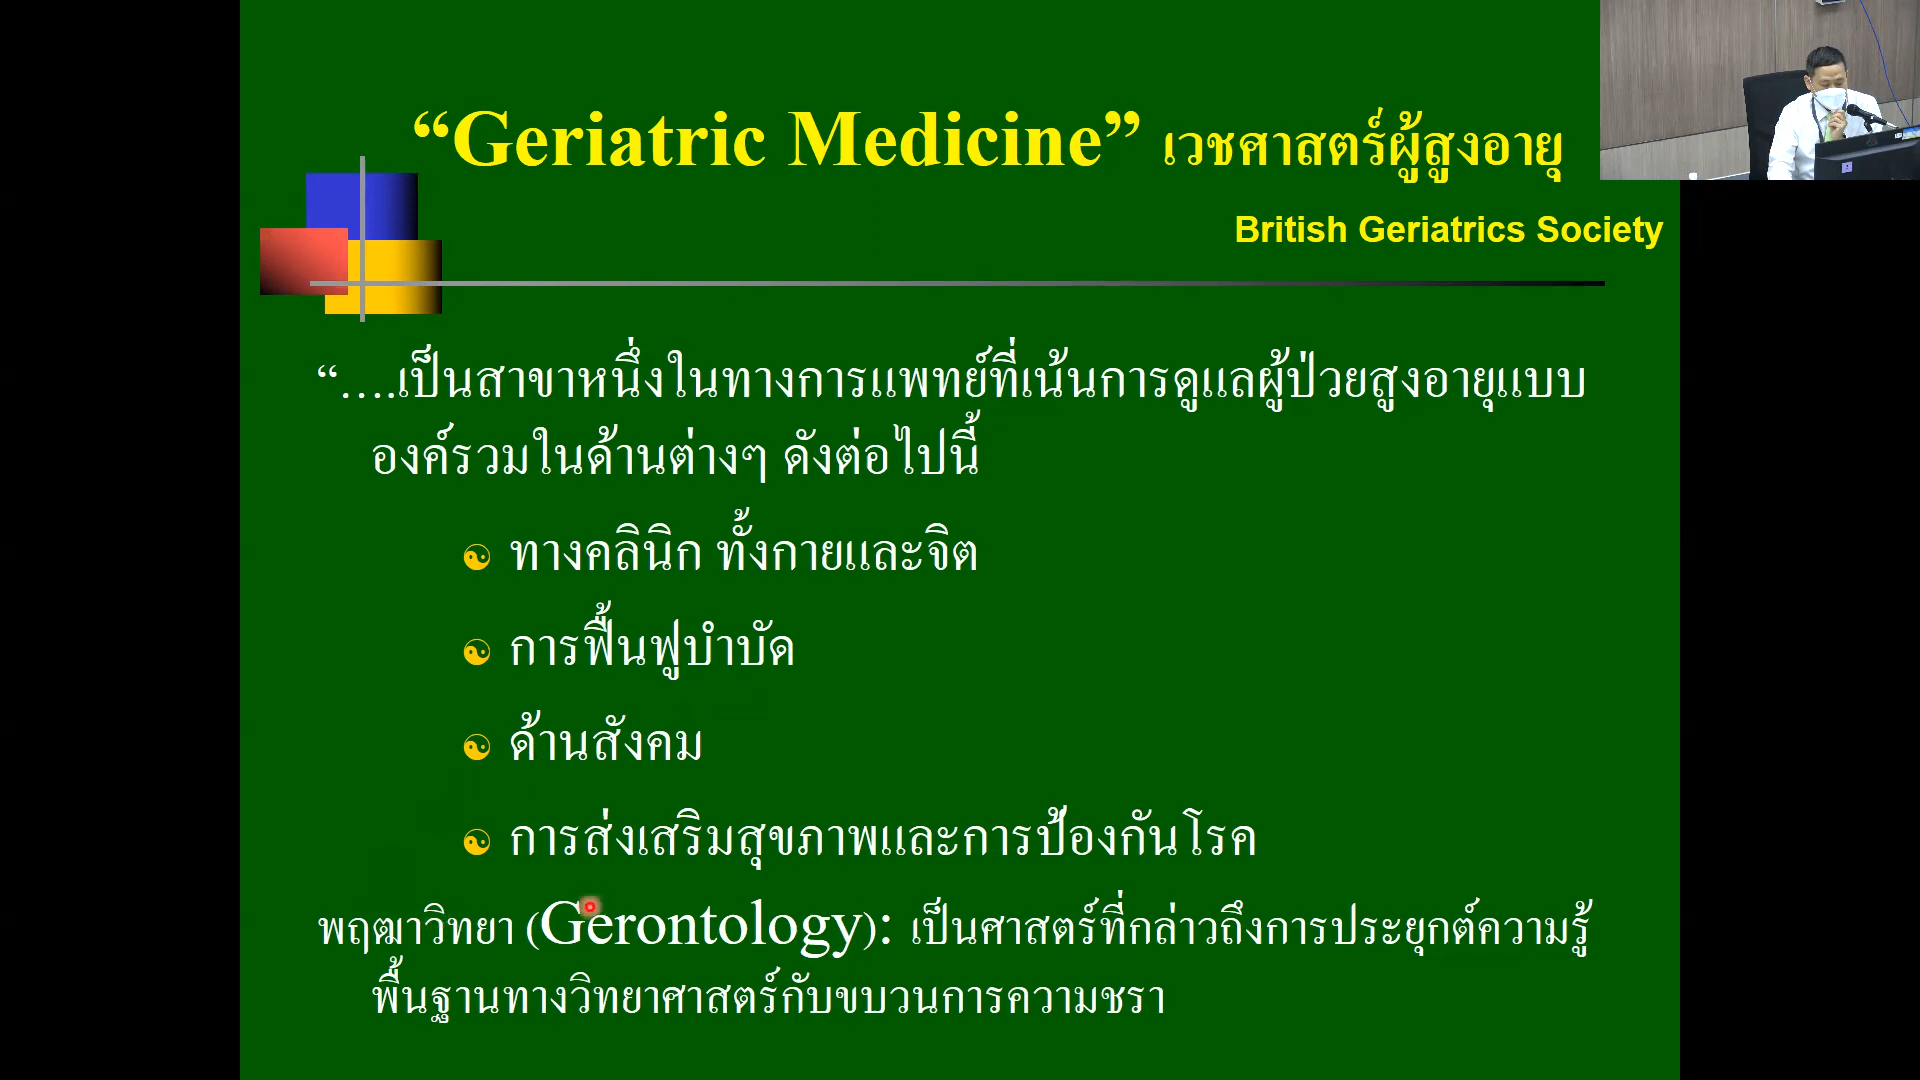 “Geriatric Medicine” เวชศาสตร์ผู้สูงอายุ
British Geriatrics Society
“….เป็นสาขาหนึ่งในทางการแพทย์ที่เน้นการดูแลผู้ป่วยสูงอายุแบบ
องค์รวมในด้านต่างๆ ดังต่อไปนี้
ทางคลินิก ทั้งกายและจิต
การฟื้นฟูบำบัด
ด้านสังคม
การส่งเสริมสุขภาพและการป้องกันโรค
พฤฒาวิทยา (Gerontology): เป็นศาสตร์ที่กล่าวถึงการประยุกต์ความรู้
พื้นฐานทางวิทยาศาสตร์กับขบวนการความชรา